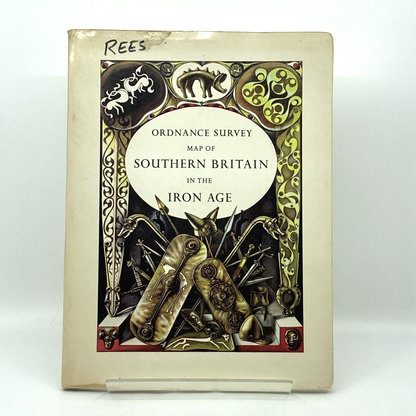 REES
ORDNANCE SURVEY
MAP OF
SOUTHERN BRITAIN
IN THE
IRON AGE